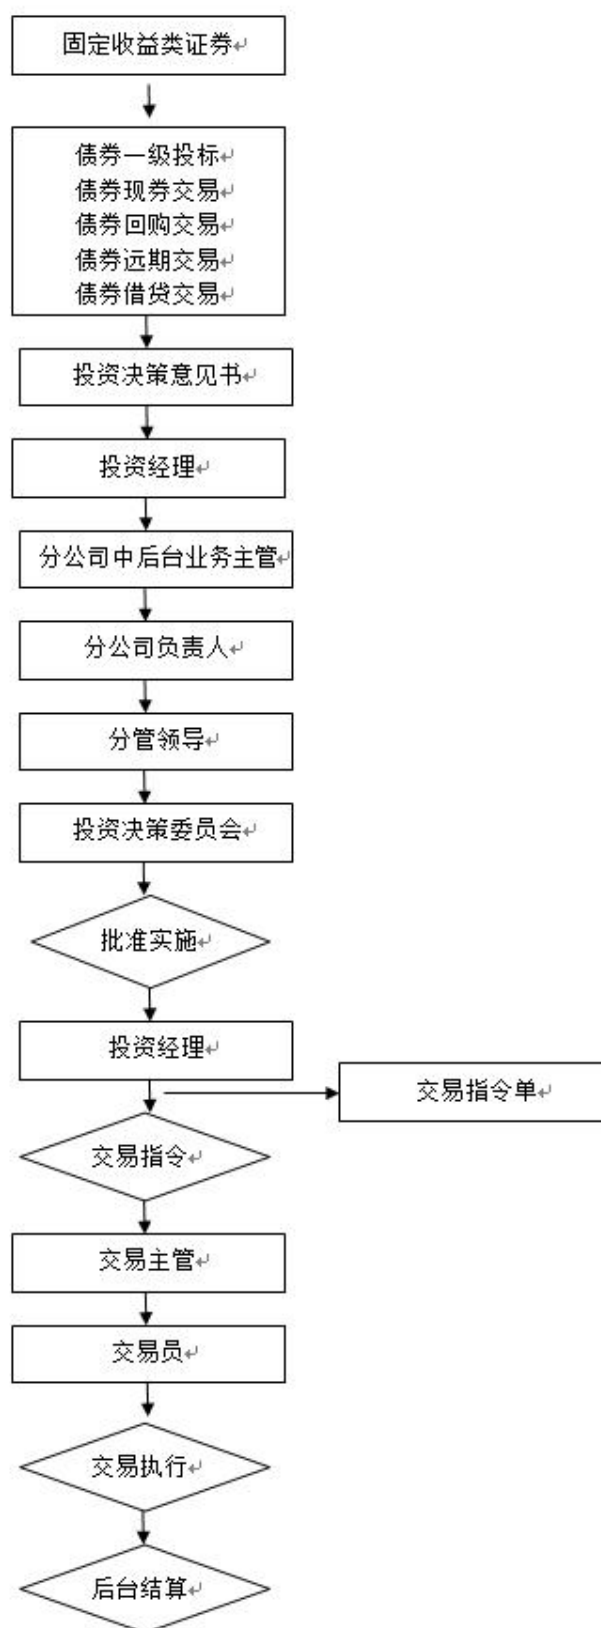 固定收益类证券
债券一级投标
债券现券交易
债券回购交易
债券远期交易
债券借贷交易
投资决策意见书
投资经理
分公司中后台业务主管
分公司负责人
分管领导
投资决策委员会
批准实施
投资经理
交易指令单
交易指令
交易主管
交易员
交易执行
后台结算